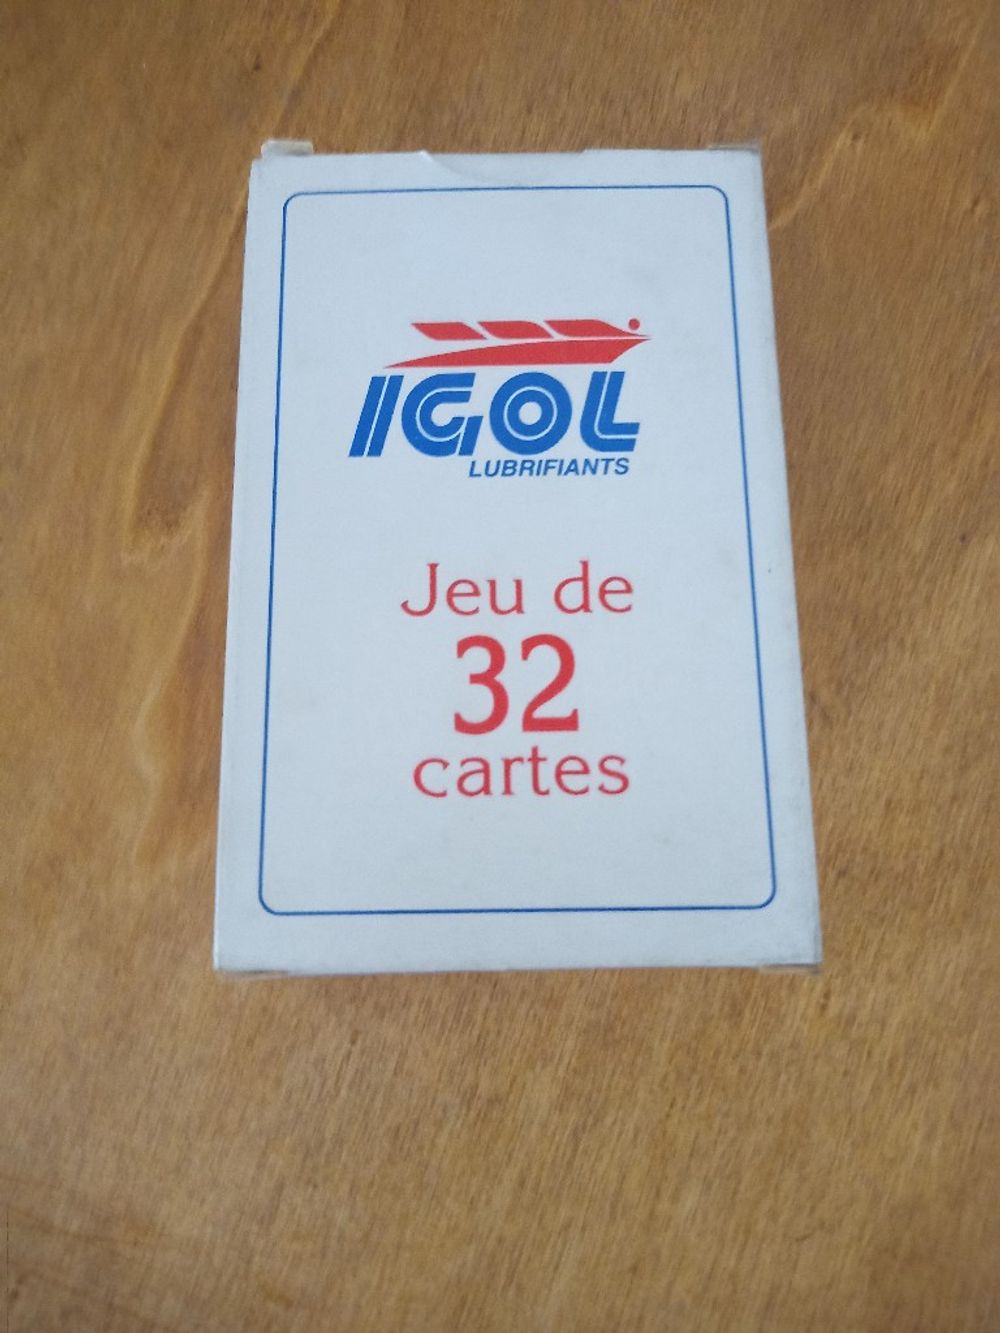 IGOL
LUBRIFIANTS
Jeu de
32
cartes